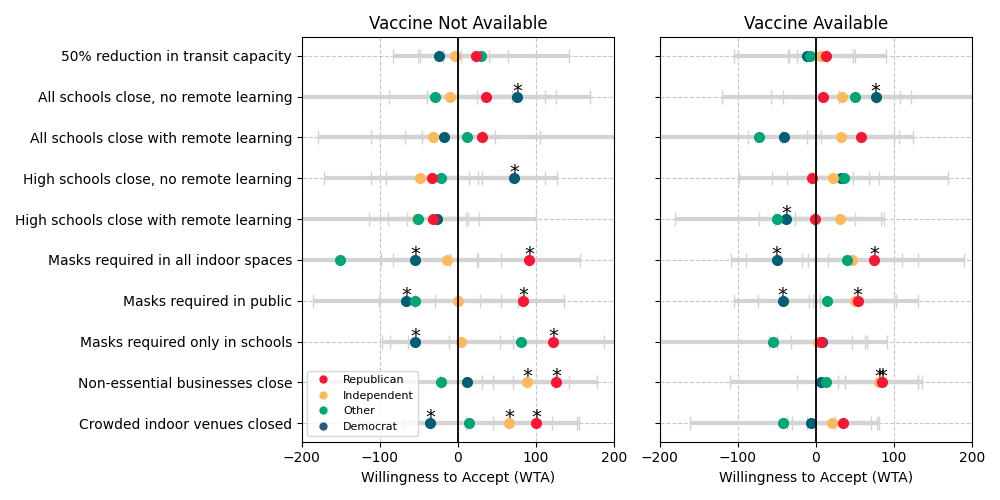 Vaccine Not Available
Vaccine Available
50% reduction in transit capacity
All schools close, no remote learning
* *
All schools close with remote learning
High schools close, no remote learning
*
High schools close with remote learning
*
Masks required in all indoor spaces
* * * *
Masks required in public
* * * *
Masks required only in schools
* *
Non-essential businesses close
* * * *
Crowded indoor venues closed
* * *
Republican
Independent
Other
Democrat
−200 −100 0 100 200
−200 −100 0 100 200
Willingness to Accept (WTA)
Willingness to Accept (WTA)